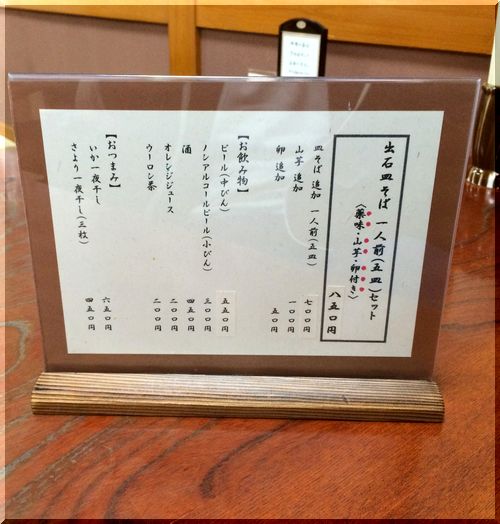 出石皿そば 一人前(五皿)セット
〈薬味・山芋・卵付き〉
八五〇円
皿そば 追加 一人前(五皿) 七〇〇円
山芋 追加 一〇〇円
卵 追加 五〇円
【お飲み物】
ビール(中びん) 五五〇円
ノンアルコールビール(小びん) 三〇〇円
酒 四五〇円
オレンジジュース 二〇〇円
ウーロン茶 二〇〇円
【おつまみ】
いか一夜干し 六五〇円
さより一夜干し(三枚) 四五〇円